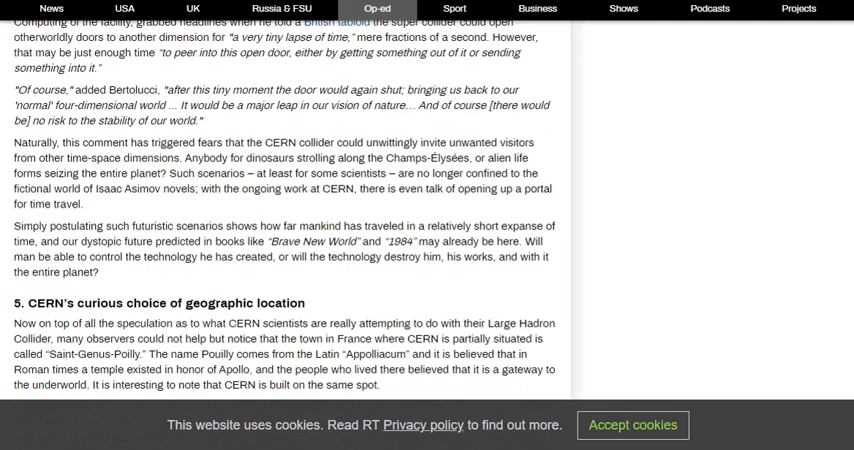 News USA UK Russia & FSU Op-ed Sport Business Shows Podcasts Projects
Computing of the facility, grabbed headlines when he told a British tabloid the super collider could open
otherworldly doors to another dimension for "a very tiny lapse of time," mere fractions of a second. However,
that may be just enough time "to peer into this open door, either by getting something out of it or sending
something into it."
"Of course," added Bertolucci, "after this tiny moment the door would again shut; bringing us back to our
'normal' four-dimensional world ... It would be a major leap in our vision of nature… And of course [there would
be] no risk to the stability of our world."
Naturally, this comment has triggered fears that the CERN collider could unwittingly invite unwanted visitors
from other time-space dimensions. Anybody for dinosaurs strolling along the Champs-Élysées, or alien life
forms seizing the entire planet? Such scenarios – at least for some scientists – are no longer confined to the
fictional world of Isaac Asimov novels; with the ongoing work at CERN, there is even talk of opening up a portal
for time travel.
Simply postulating such futuristic scenarios shows how far mankind has traveled in a relatively short expanse of
time, and our dystopic future predicted in books like “Brave New World” and “1984” may already be here. Will
man be able to control the technology he has created, or will the technology destroy him, his works, and with it
the entire planet?
5. CERN’s curious choice of geographic location
Now on top of all the speculation as to what CERN scientists are really attempting to do with their Large Hadron
Collider, many observers could not help but notice that the town in France where CERN is partially situated is
called “Saint-Genus-Poilly.” The name Pouilly comes from the Latin “Appolliacum” and it is believed that in
Roman times a temple existed in honor of Apollo, and the people who lived there believed that it is a gateway to
the underworld. It is interesting to note that CERN is built on the same spot.
This website uses cookies. Read RT Privacy policy to find out more. Accept cookies